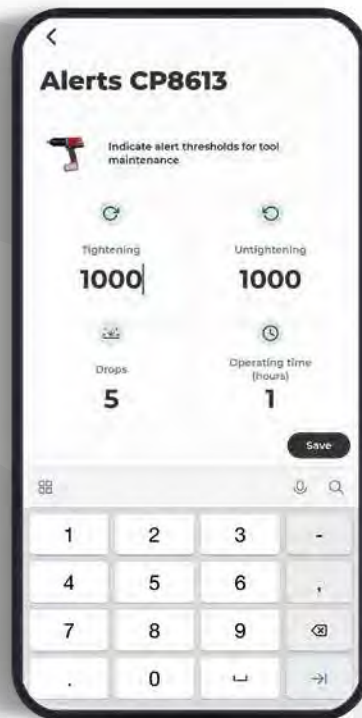 Alerts CP8613
Indicate alert thresholds for tool
maintenance
Tightening
Untightening
1000
1000
Drops
Operating time
(hours)
5
1
Save
1 2 3 -
4 5 6 ,
7 8 9
. 0